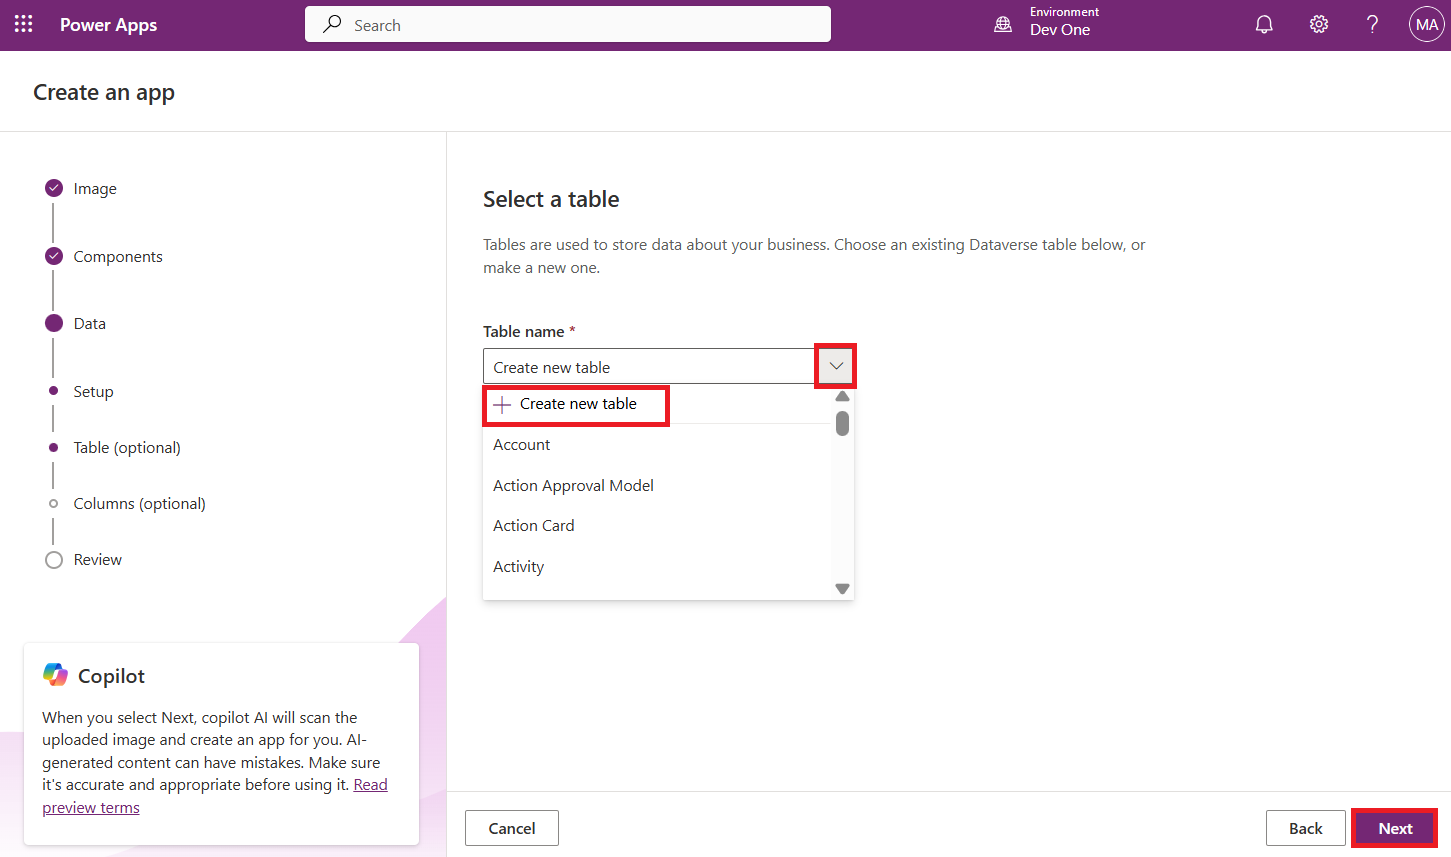 Power Apps
Search
Environment
Dev One
?
MA
Create an app
Image
Components
Data
Setup
Table (optional)
Columns (optional)
Review
Select a table
Tables are used to store data about your business. Choose an existing Dataverse table below, or
make a new one.
Table name *
Create new table
Create new table
Account
Action Approval Model
Action Card
Activity
Copilot
When you select Next, copilot AI will scan the
uploaded image and create an app for you. AI-
generated content can have mistakes. Make sure
it's accurate and appropriate before using it. Read
preview terms
Cancel
Back
Next